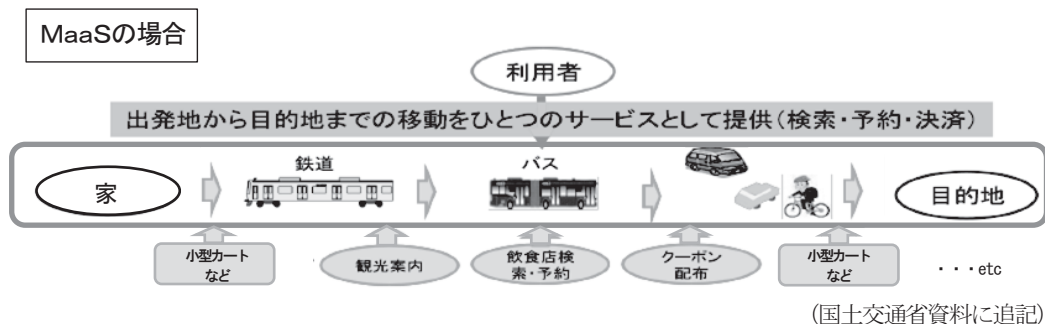 MaaSの場合
利用者
出発地から目的地までの移動をひとつのサービスとして提供（検索・予約・決済）
家
鉄道
バス
目的地
小型カート
など
観光案内
飲食店検
索・予約
クーポン
配布
小型カート
など
・・・etc
(国土交通省資料に追記)